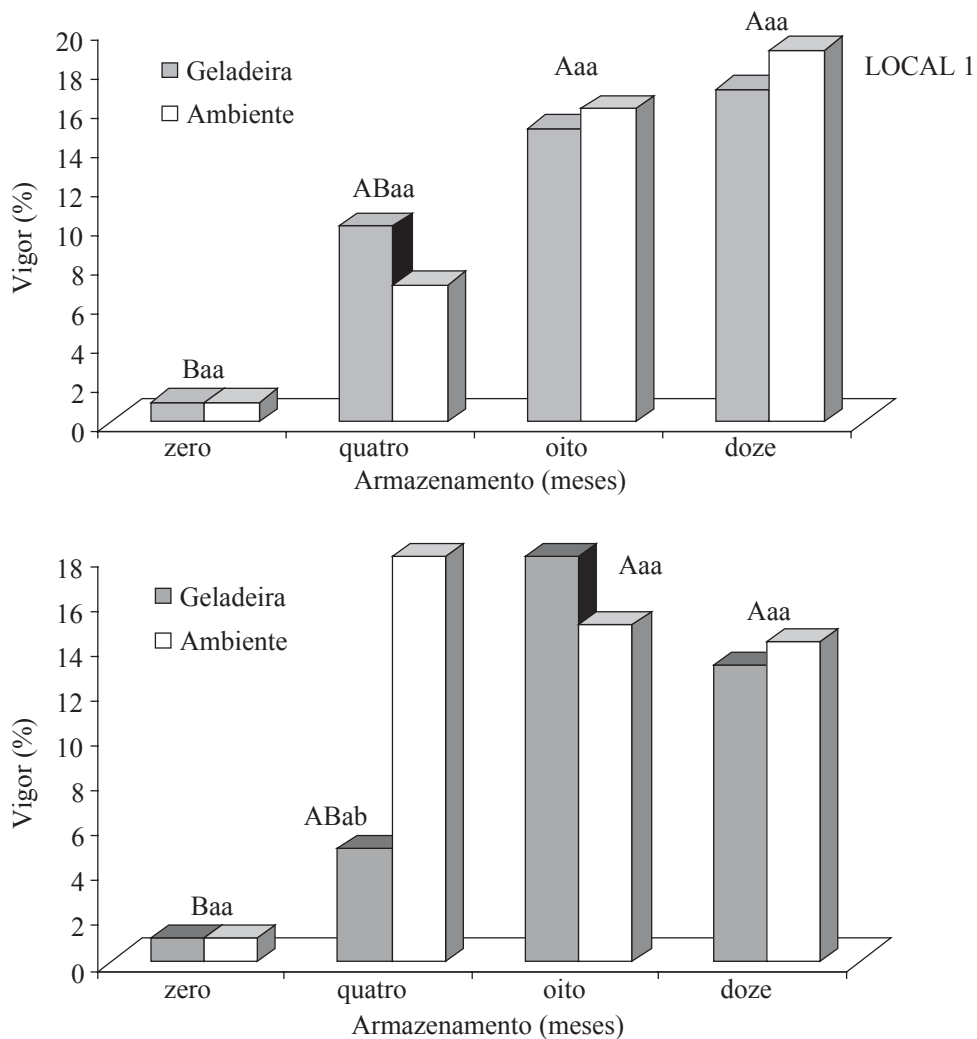 20
Aaa
LOCAL 1
18
Geladeira
Aaa
16
Ambiente
14
12
ABaa
Vigor (%)
10
8
6
4
Baa
2
0
zero quatro oito doze
Armazenamento (meses)
18
Geladeira
Aaa
16
Ambiente
Aaa
14
12
Vigor (%)
10
8
ABab
6
4
Baa
2
0
zero quatro oito doze
Armazenamento (meses)